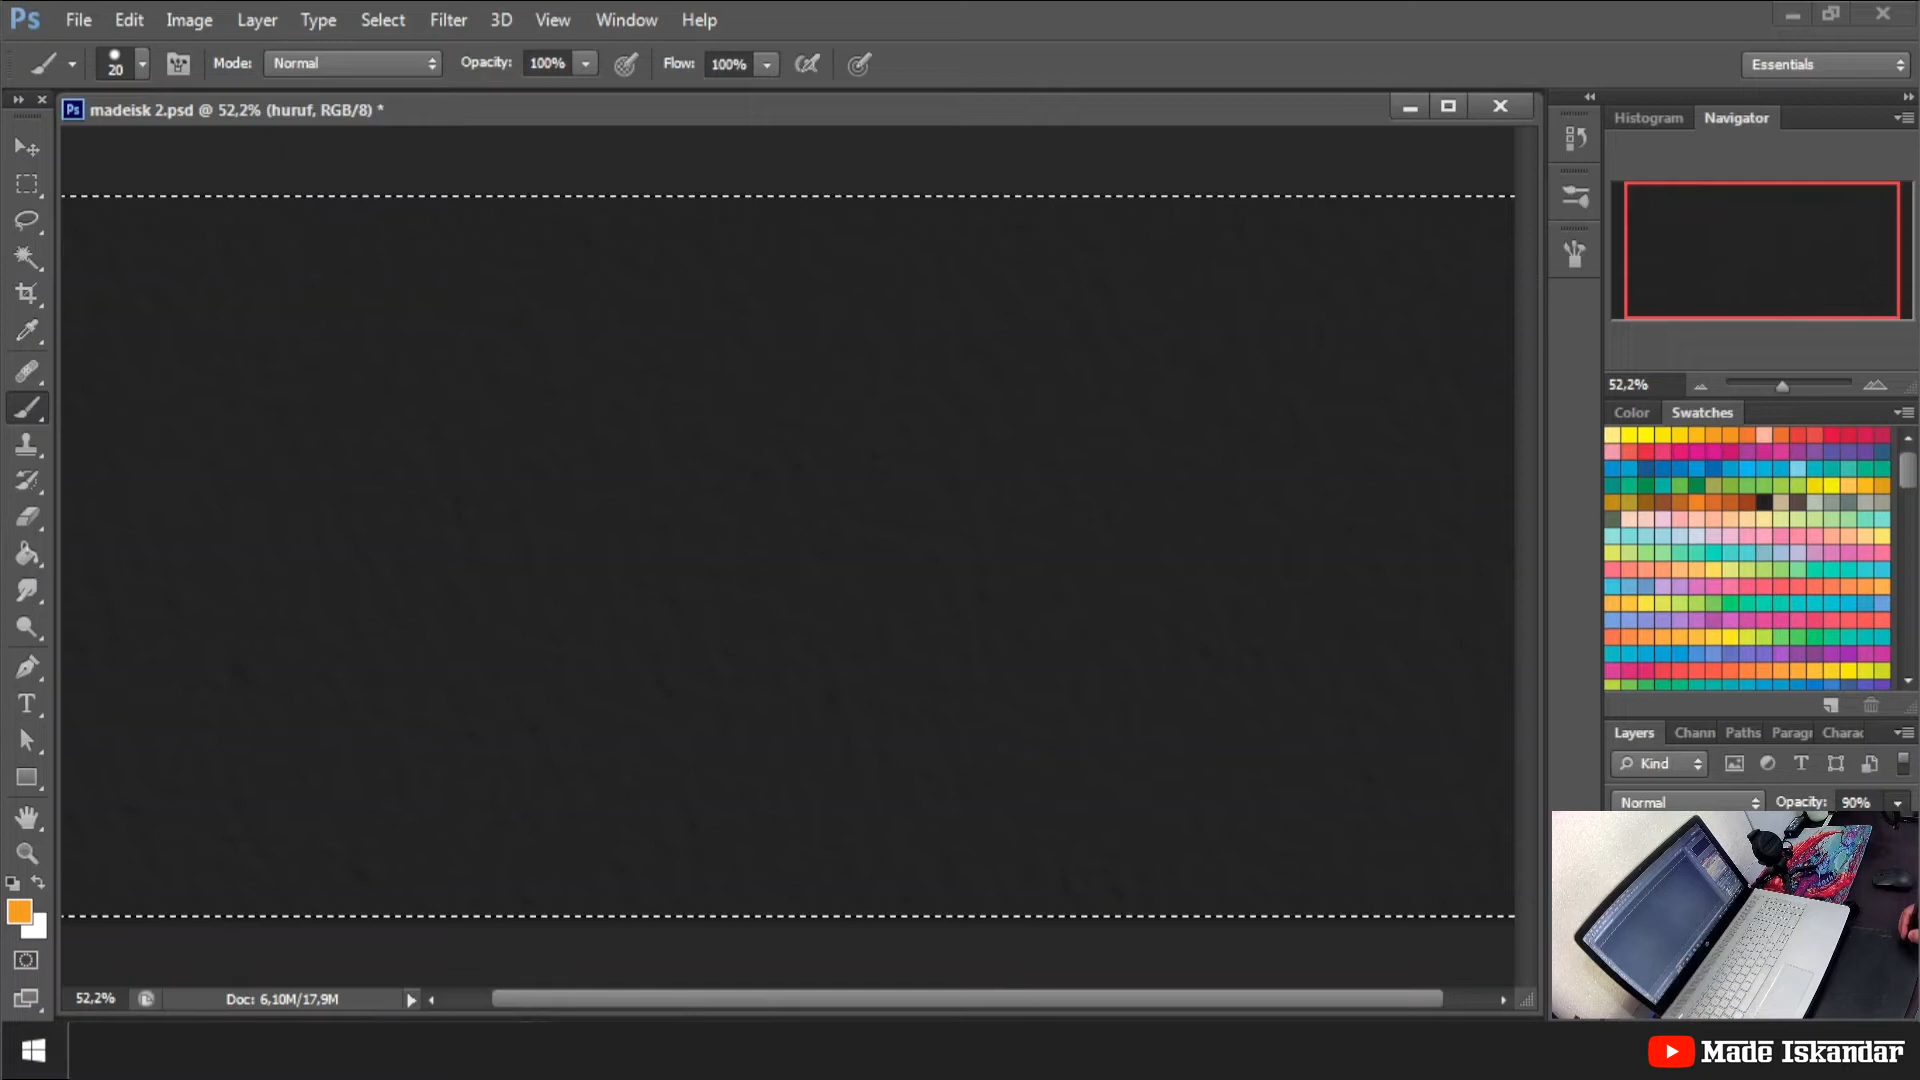 Ps File Edit Image Layer Type Select Filter 3D View Window Help
20 Mode: Normal Opacity: 100% Flow: 100% Essentials
Ps madeisk 2.psd @ 52,2% (huruf, RGB/8) *
Histogram Navigator
52,2%
Color Swatches
Layers Chann Paths Paragr Charac
Kind
Normal Opacity: 90%
52,2% Doc: 6,10M/17,9M
Made Iskandar